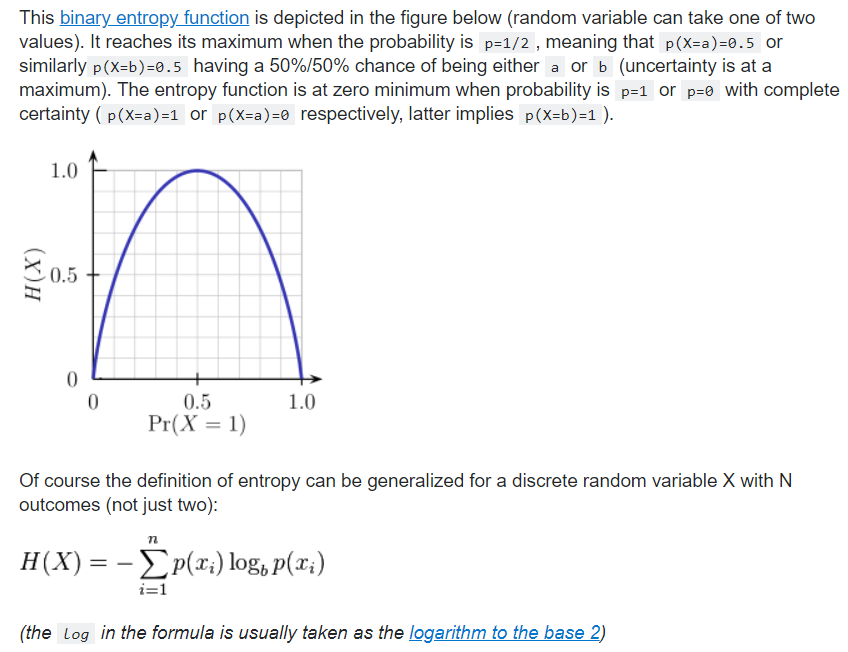 This binary entropy function is depicted in the figure below (random variable can take one of two
values). It reaches its maximum when the probability is p=1/2 , meaning that p(X=a)=0.5 or
similarly p(X=b)=0.5 having a 50%/50% chance of being either a or b (uncertainty is at a
maximum). The entropy function is at zero minimum when probability is p=1 or p=0 with complete
certainty ( p(X=a)=1 or p(X=a)=0 respectively, latter implies p(X=b)=1 ).
1.0
H(X)
0.5
0
0 0.5 1.0
Pr(X = 1)
Of course the definition of entropy can be generalized for a discrete random variable X with N
outcomes (not just two):
H(X) = − ∑_{i=1}^{n} p(x_i) log_b p(x_i)
(the log in the formula is usually taken as the logarithm to the base 2)